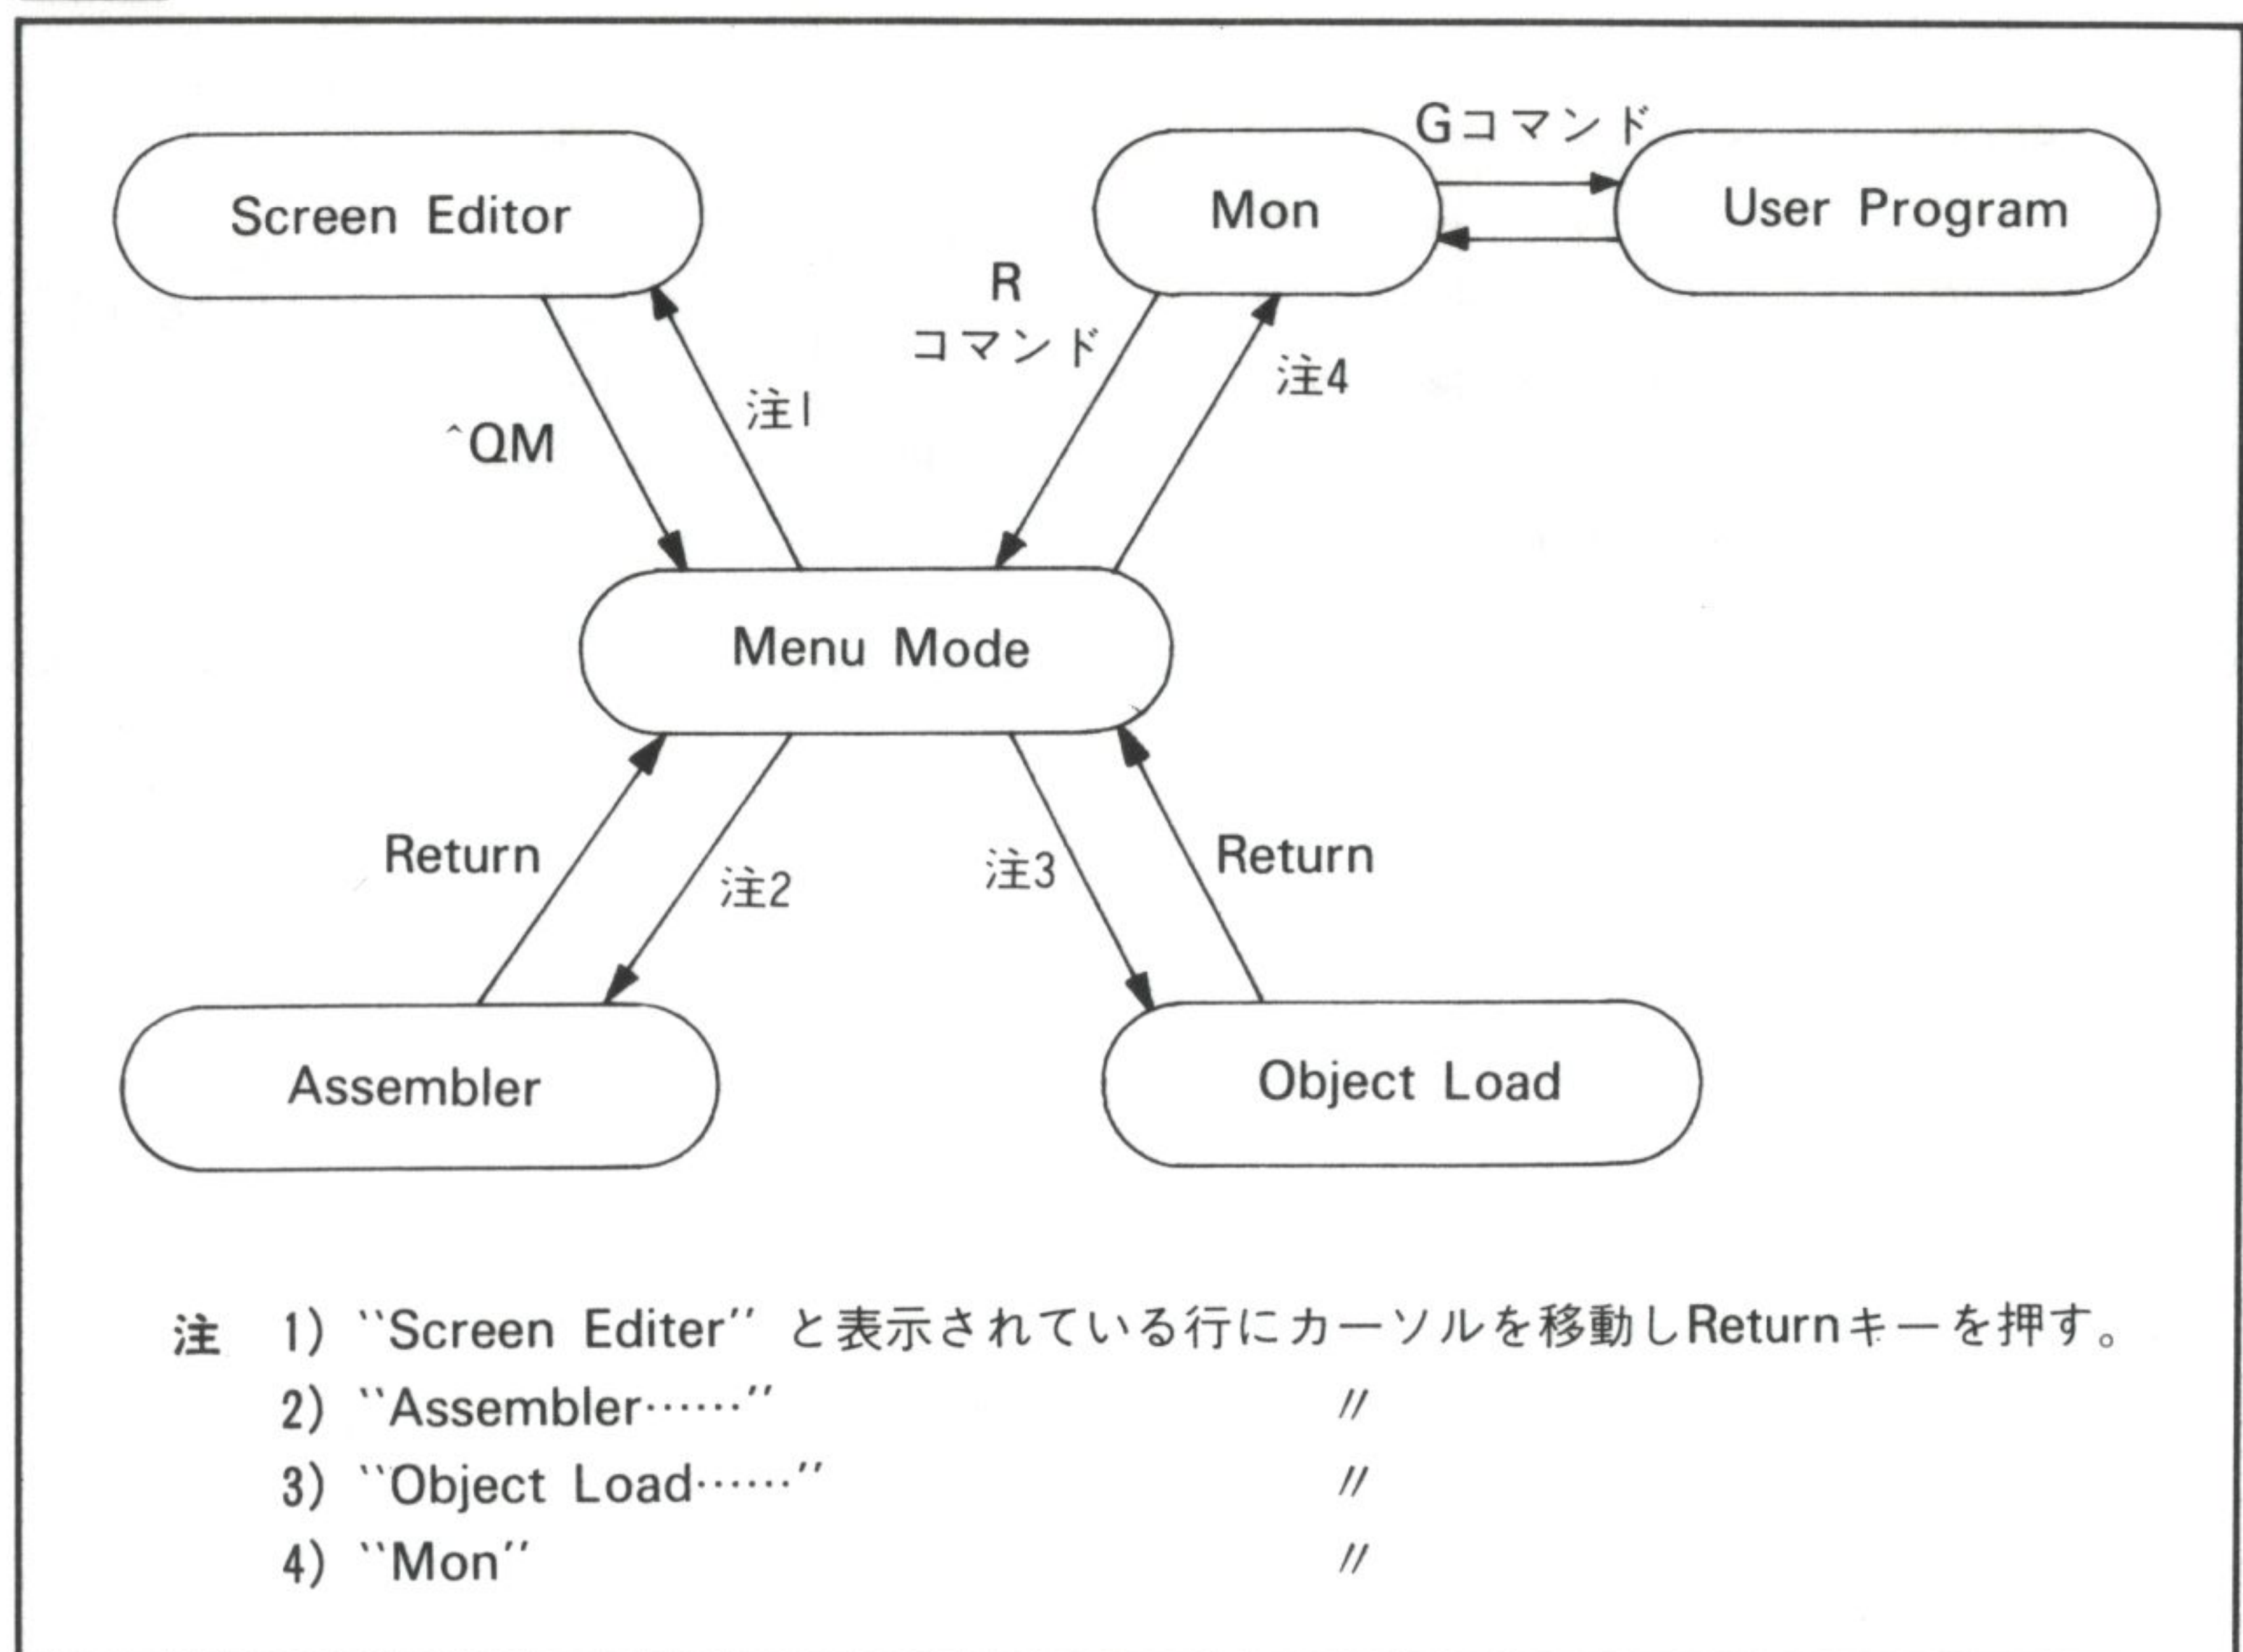 Gコマンド
Screen Editor
Mon
User Program
R
コマンド
注4
注1
^QM
Menu Mode
Return
注2
注3
Return
Assembler
Object Load
注 1) ``Screen Editer'' と表示されている行にカーソルを移動しReturnキーを押す。
2) ``Assembler……'' 〃
3) ``Object Load……'' 〃
4) ``Mon'' 〃